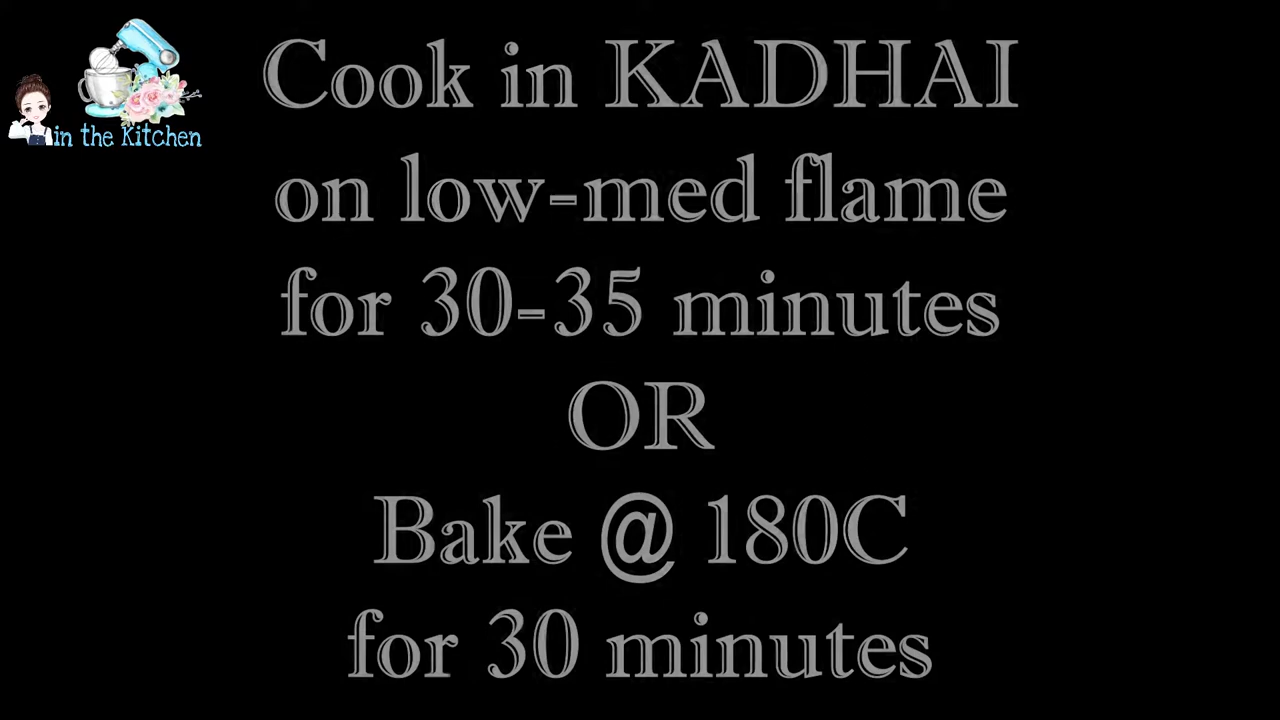 in the Kitchen
Cook in KADHAI
on low-med flame
for 30-35 minutes
OR
Bake @ 180C
for 30 minutes